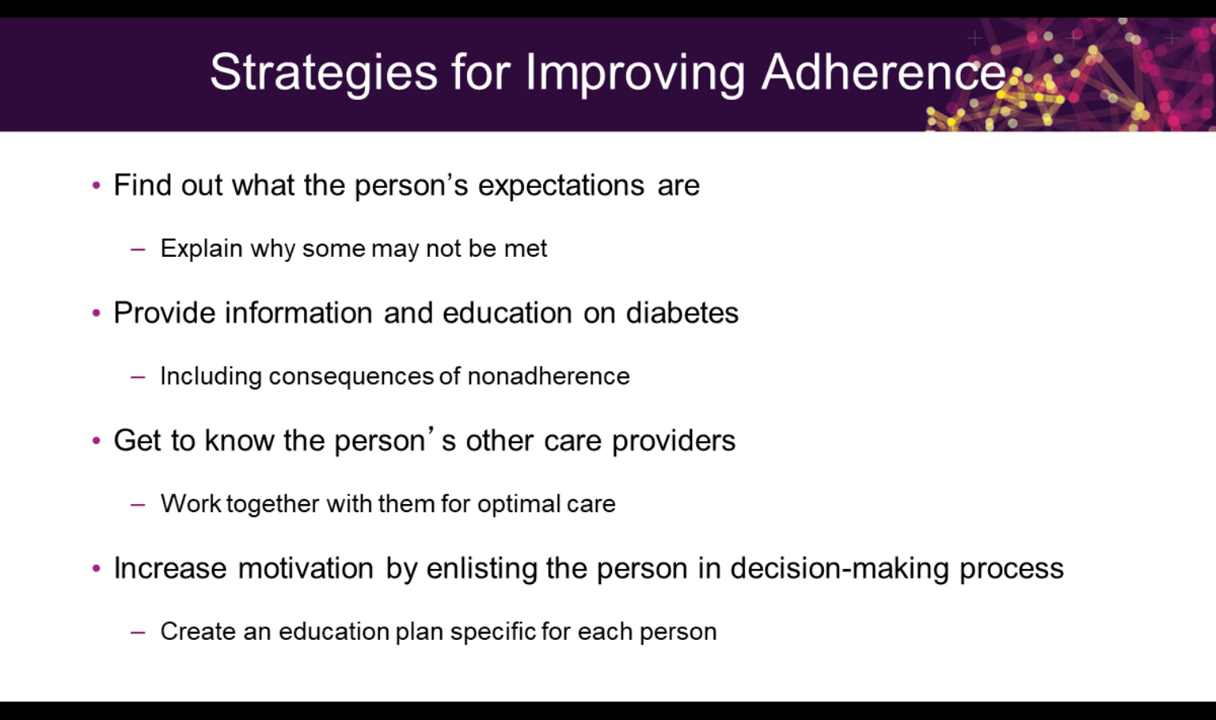 Strategies for Improving Adherence
• Find out what the person’s expectations are
– Explain why some may not be met
• Provide information and education on diabetes
– Including consequences of nonadherence
• Get to know the person’s other care providers
– Work together with them for optimal care
• Increase motivation by enlisting the person in decision-making process
– Create an education plan specific for each person